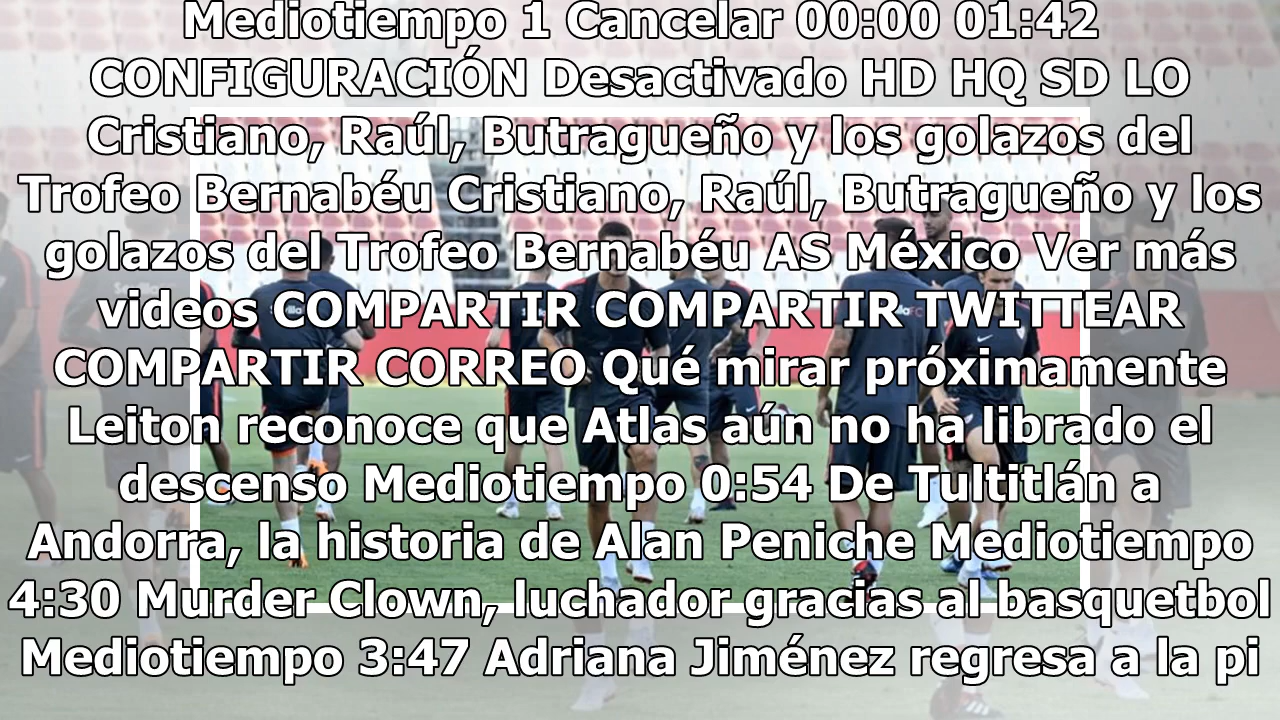 Mediotiempo 1 Cancelar 00:00 01:42
CONFIGURACIÓN Desactivado HD HQ SD LO
Cristiano, Raúl, Butragueño y los golazos del
Trofeo Bernabéu Cristiano, Raúl, Butragueño y los
golazos del Trofeo Bernabéu AS México Ver más
videos COMPARTIR COMPARTIR TWITTEAR
COMPARTIR CORREO Qué mirar próximamente
Leiton reconoce que Atlas aún no ha librado el
descenso Mediotiempo 0:54 De Tultitlán a
Andorra, la historia de Alan Peniche Mediotiempo
4:30 Murder Clown, luchador gracias al basquetbol
Mediotiempo 3:47 Adriana Jiménez regresa a la pi